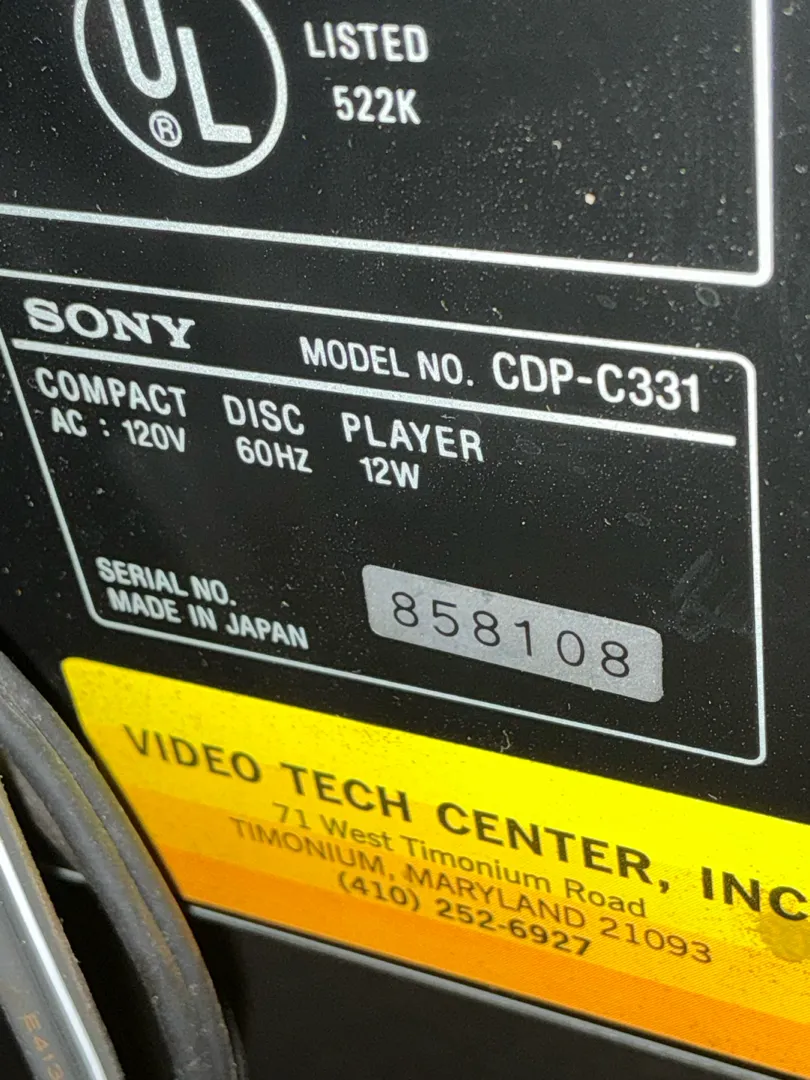 UL
®
LISTED
522K
SONY MODEL NO. CDP-C331
COMPACT DISC PLAYER
AC : 120V 60HZ 12W
SERIAL NO. 858108
MADE IN JAPAN
VIDEO TECH CENTER, INC
71 West Timonium Road
TIMONIUM, MARYLAND 21093
(410) 252-6927
E413